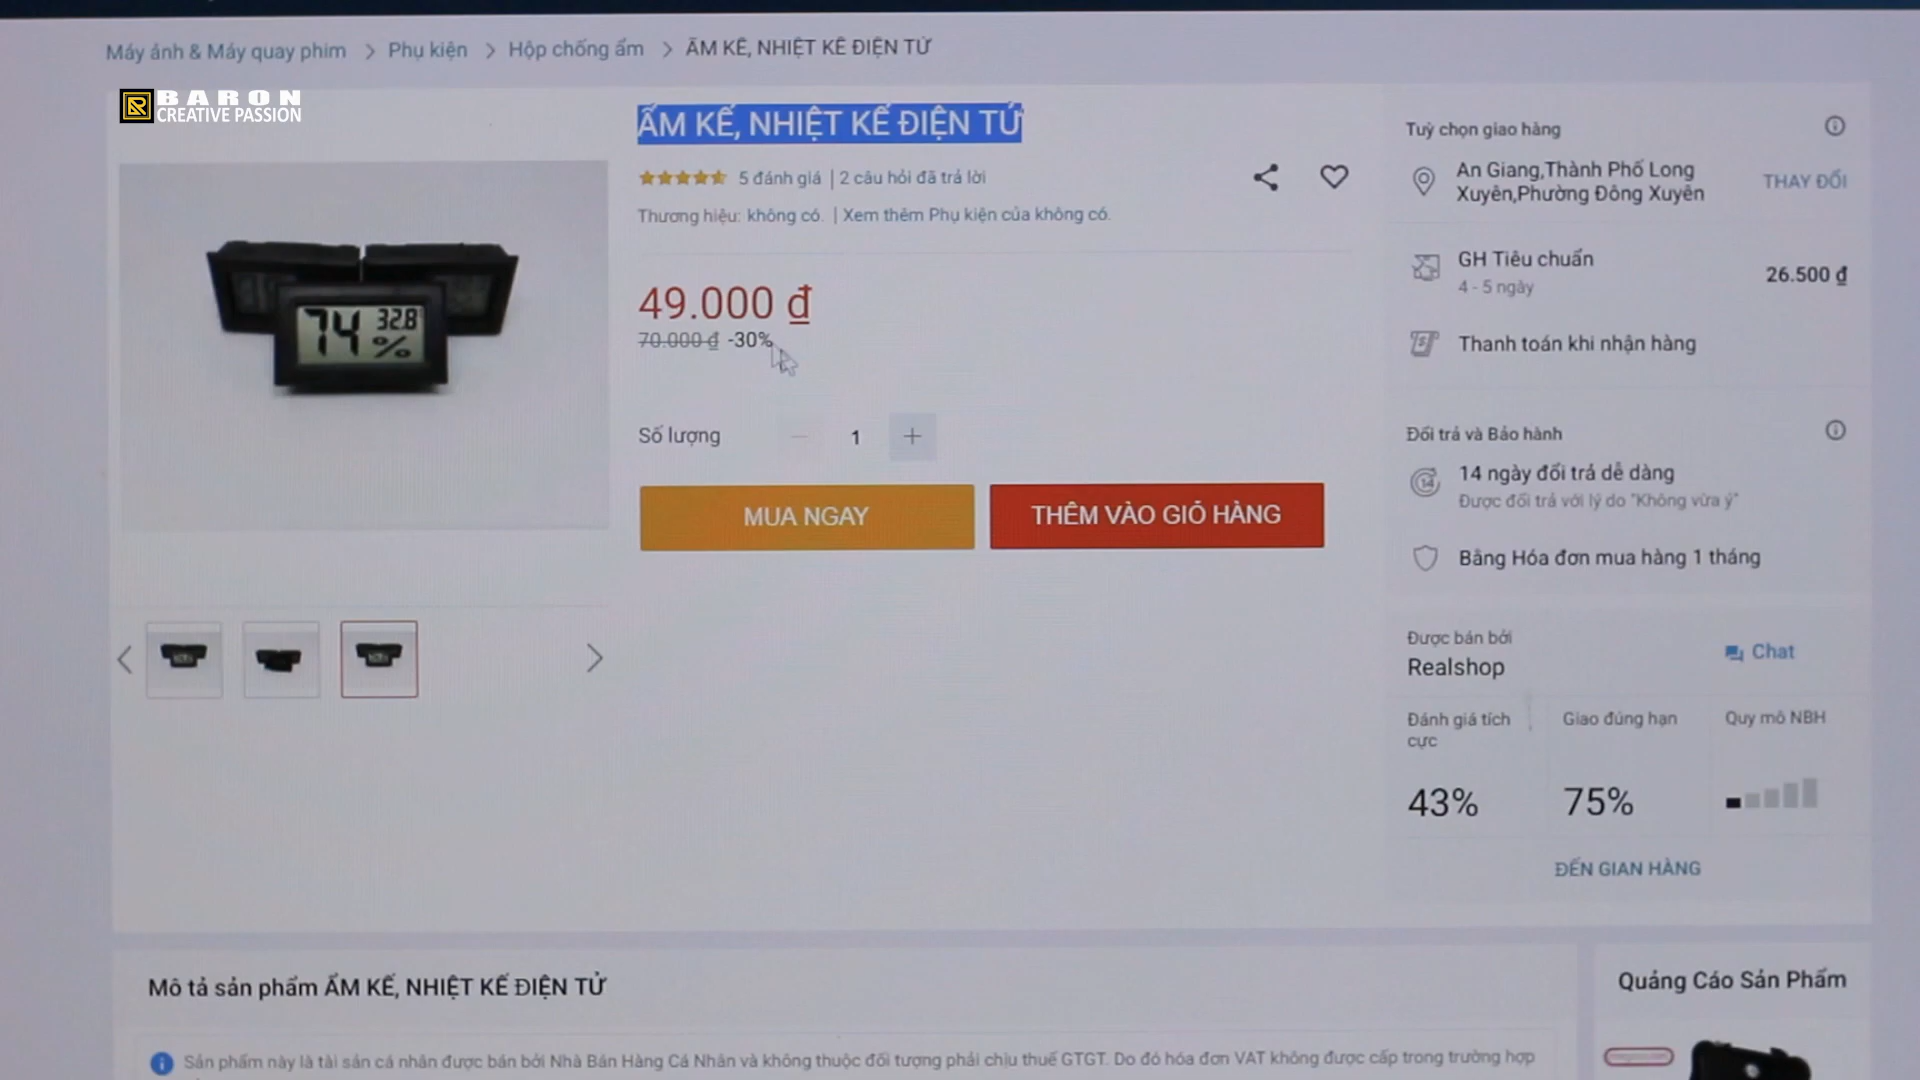 Máy ảnh & Máy quay phim > Phụ kiện > Hộp chống ẩm > ẨM KẾ, NHIỆT KẾ ĐIỆN TỬ
BARON
CREATIVE PASSION
ẨM KẾ, NHIỆT KẾ ĐIỆN TỬ
5 đánh giá | 2 câu hỏi đã trả lời
Thương hiệu: không có. | Xem thêm Phụ kiện của không có.
74 32.8
%
49.000 ₫
70.000 ₫ -30%
Số lượng
1
MUA NGAY
THÊM VÀO GIỎ HÀNG
Tuỳ chọn giao hàng
An Giang,Thành Phố Long
Xuyên,Phường Đông Xuyên
THAY ĐỔI
GH Tiêu chuẩn
4 - 5 ngày
26.500 ₫
Thanh toán khi nhận hàng
Đổi trả và Bảo hành
14 ngày đổi trả dễ dàng
Được đổi trả với lý do "Không vừa ý"
Bằng Hóa đơn mua hàng 1 tháng
Được bán bởi
Realshop
Chat
Đánh giá tích
cực
Giao đúng hạn
Quy mô NBH
43%
75%
ĐẾN GIAN HÀNG
Mô tả sản phẩm ẨM KẾ, NHIỆT KẾ ĐIỆN TỬ
Quảng Cáo Sản Phẩm
Sản phẩm này là tài sản cá nhân được bán bởi Nhà Bán Hàng Cá Nhân và không thuộc đối tượng phải chịu thuế GTGT. Do đó hóa đơn VAT không được cấp trong trường hợp